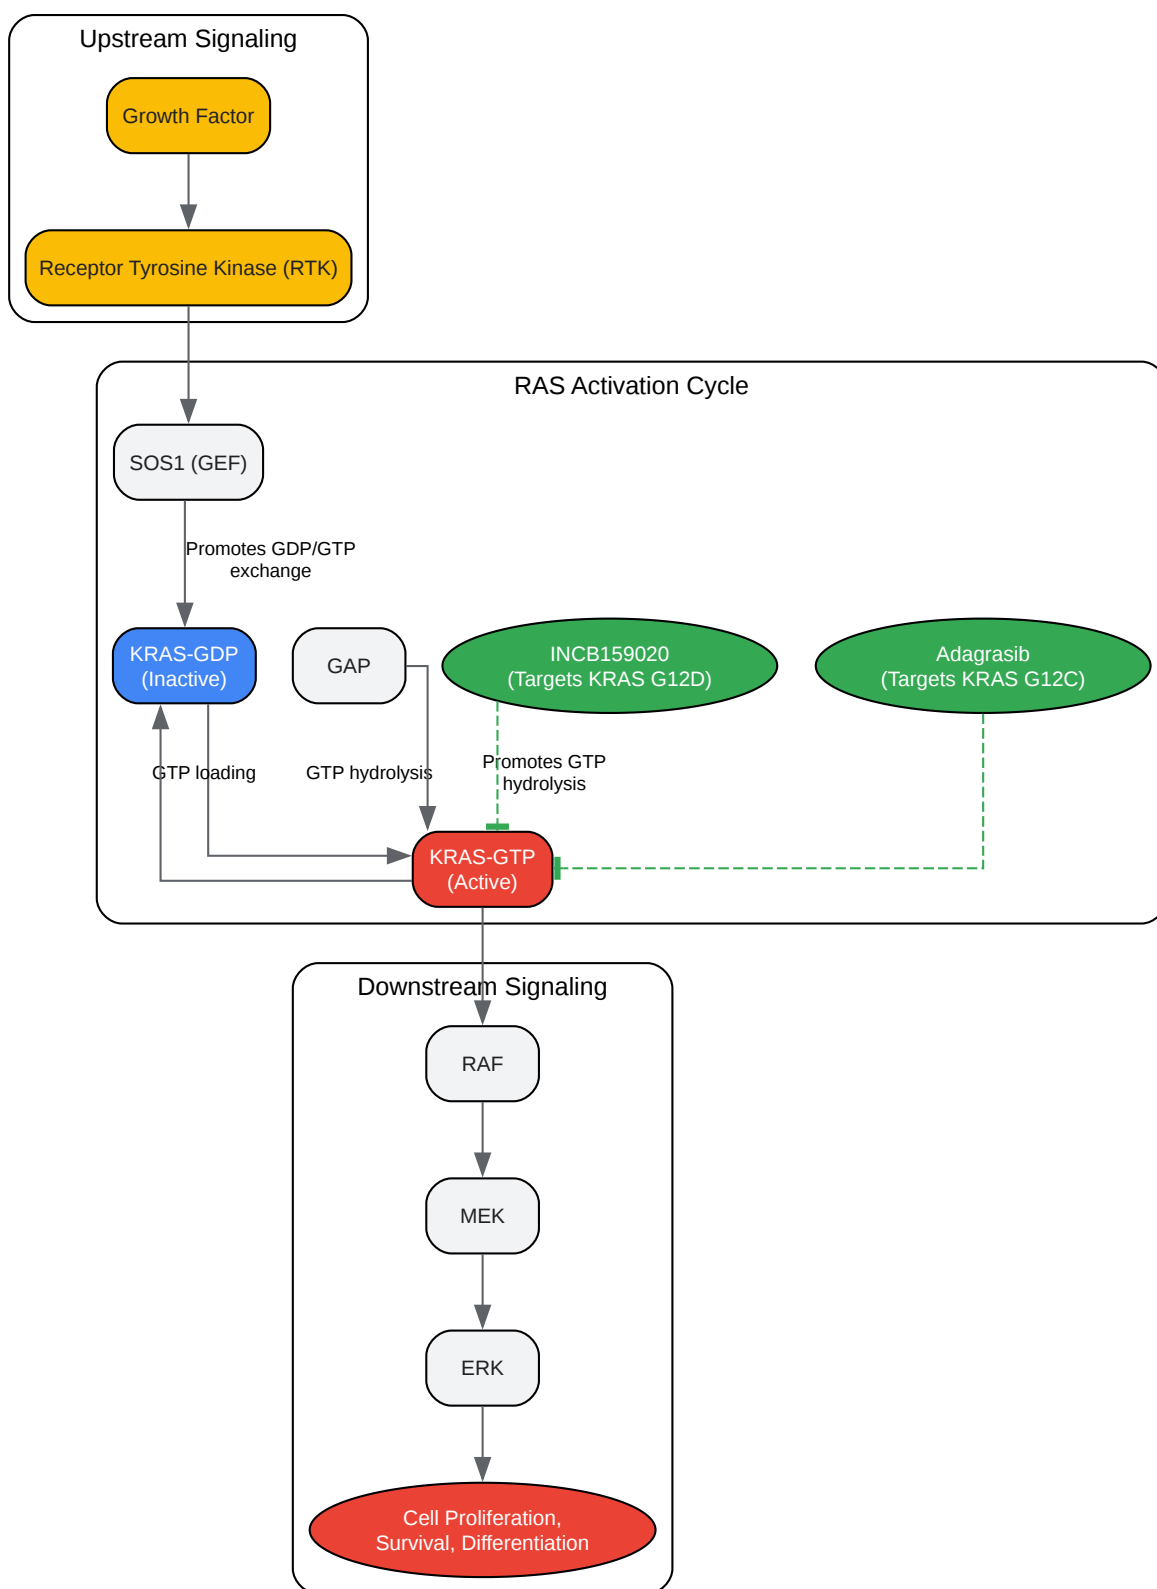 Upstream Signaling
Growth Factor
Receptor Tyrosine Kinase (RTK)
RAS Activation Cycle
SOS1 (GEF)
Promotes GDP/GTP
exchange
KRAS-GDP
(Inactive)
GAP
INCB159020
(Targets KRAS G12D)
Adagrasib
(Targets KRAS G12C)
GTP loading
GTP hydrolysis
Promotes GTP
hydrolysis
KRAS-GTP
(Active)
Downstream Signaling
RAF
MEK
ERK
Cell Proliferation,
Survival, Differentiation